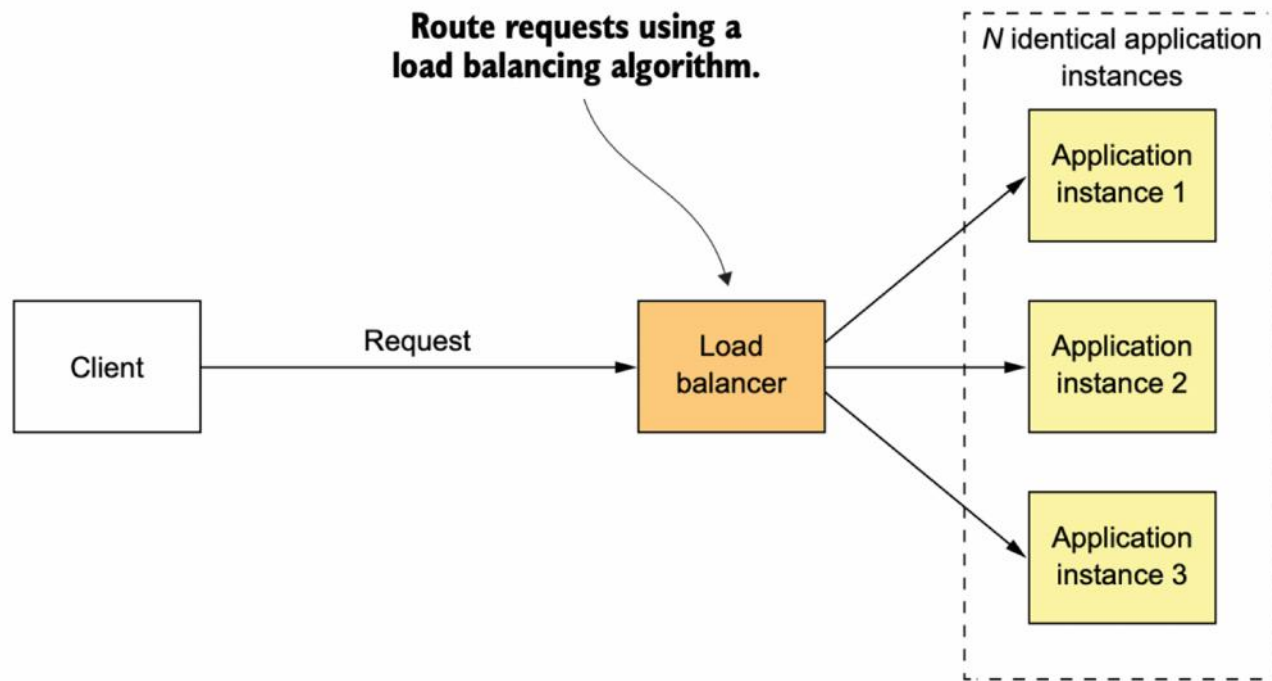 Route requests using a
load balancing algorithm.
N identical application
instances
Application
instance 1
Client
Request
Load
balancer
Application
instance 2
Application
instance 3